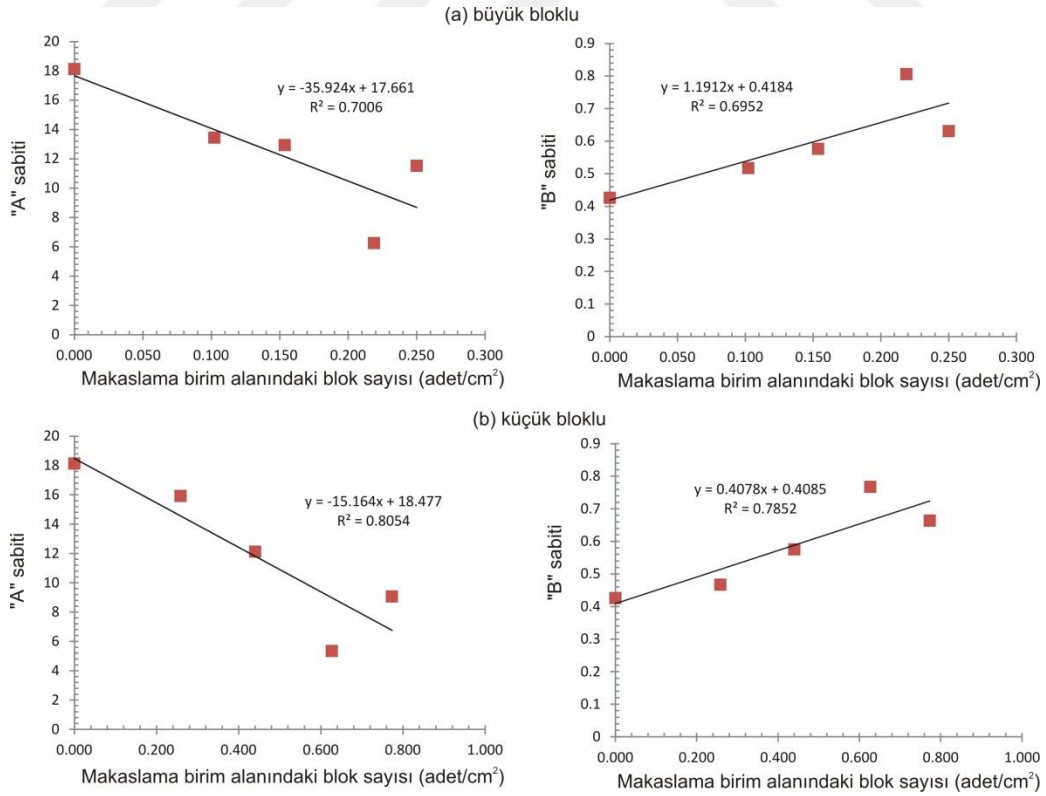 (a) büyük bloklu
20
18
16
14
12
10
8
6
4
2
0
"A" sabiti
y = -35.924x + 17.661
R² = 0.7006
0.000 0.050 0.100 0.150 0.200 0.250 0.300
Makaslama birim alanındaki blok sayısı (adet/cm²)
0.9
0.8
0.7
0.6
0.5
0.4
0.3
0.2
0.1
0
"B" sabiti
y = 1.1912x + 0.4184
R² = 0.6952
0.000 0.050 0.100 0.150 0.200 0.250 0.300
Makaslama birim alanındaki blok sayısı (adet/cm²)
(b) küçük bloklu
20
18
16
14
12
10
8
6
4
2
0
"A" sabiti
y = -15.164x + 18.477
R² = 0.8054
0.000 0.200 0.400 0.600 0.800 1.000
Makaslama birim alanındaki blok sayısı (adet/cm²)
0.9
0.8
0.7
0.6
0.5
0.4
0.3
0.2
0.1
0
"B" sabiti
y = 0.4078x + 0.4085
R² = 0.7852
0.000 0.200 0.400 0.600 0.800 1.000
Makaslama birim alanındaki blok sayısı (adet/cm²)